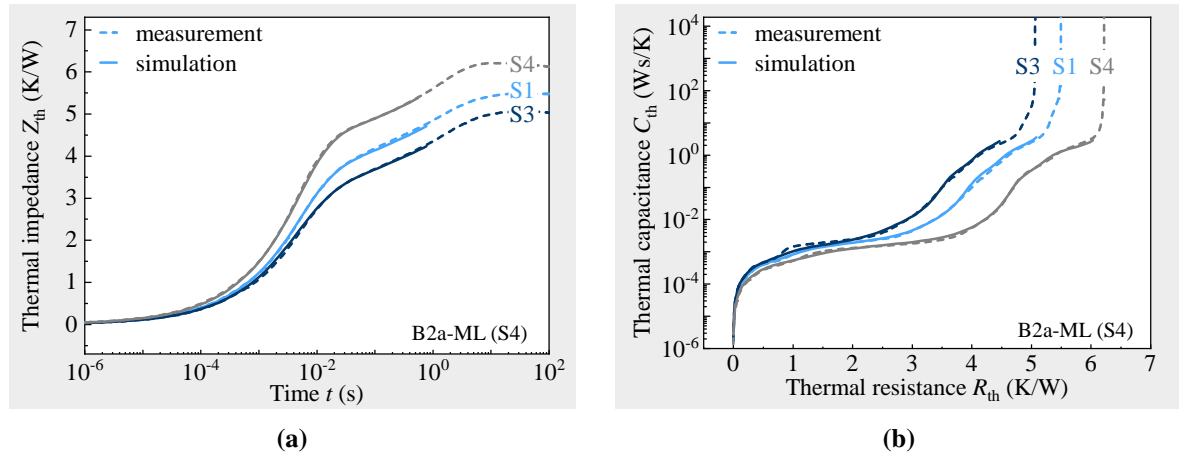 7
6
5
4
3
2
1
0
Thermal impedance Z_th (K/W)
measurement
simulation
S4
S1
S3
B2a-ML (S4)
10^-6
10^-4
10^-2
10^0
10^2
Time t (s)
(a)
10^4
10^2
10^0
10^-2
10^-4
10^-6
Thermal capacitance C_th (Ws/K)
measurement
simulation
S3 S1 S4
B2a-ML (S4)
0 1 2 3 4 5 6 7
Thermal resistance R_th (K/W)
(b)